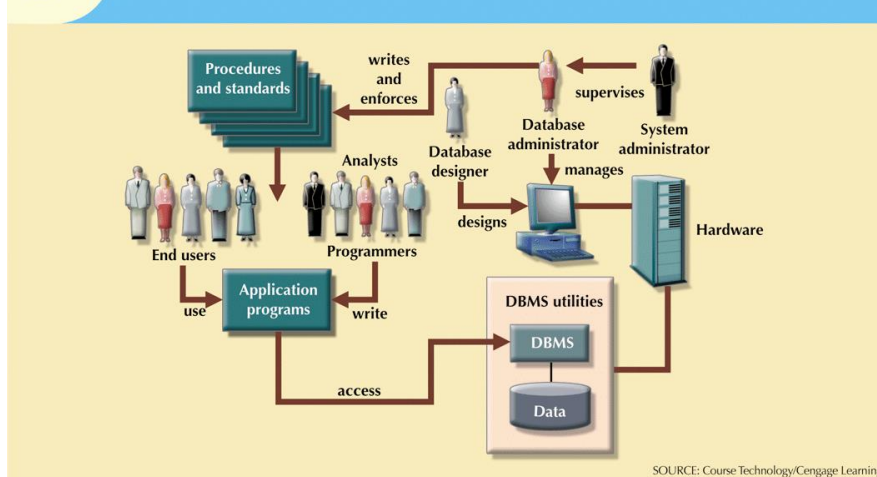 Procedures
and standards
writes
and
enforces
supervises
Database
administrator
System
administrator
Analysts
Database
designer
manages
designs
Hardware
End users
Programmers
Application
programs
use
write
DBMS utilities
DBMS
access
Data
SOURCE: Course Technology/Cengage Learnin